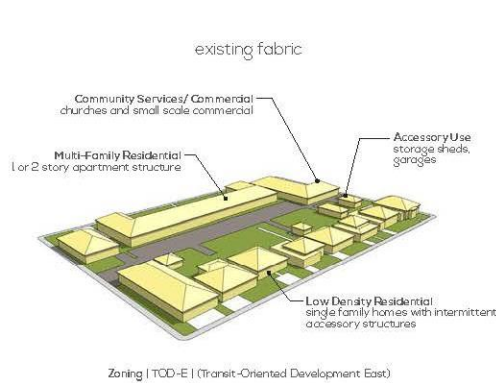 existing fabric
Community Services/ Commercial
churches and small scale commercial
Accessory Use
storage sheds,
garages
Multi-Family Residential
1 or 2 story apartment structure
Low Density Residential
single family homes with intermittent
accessory structures
Zoning | TOD-E | (Transit-Oriented Development East)